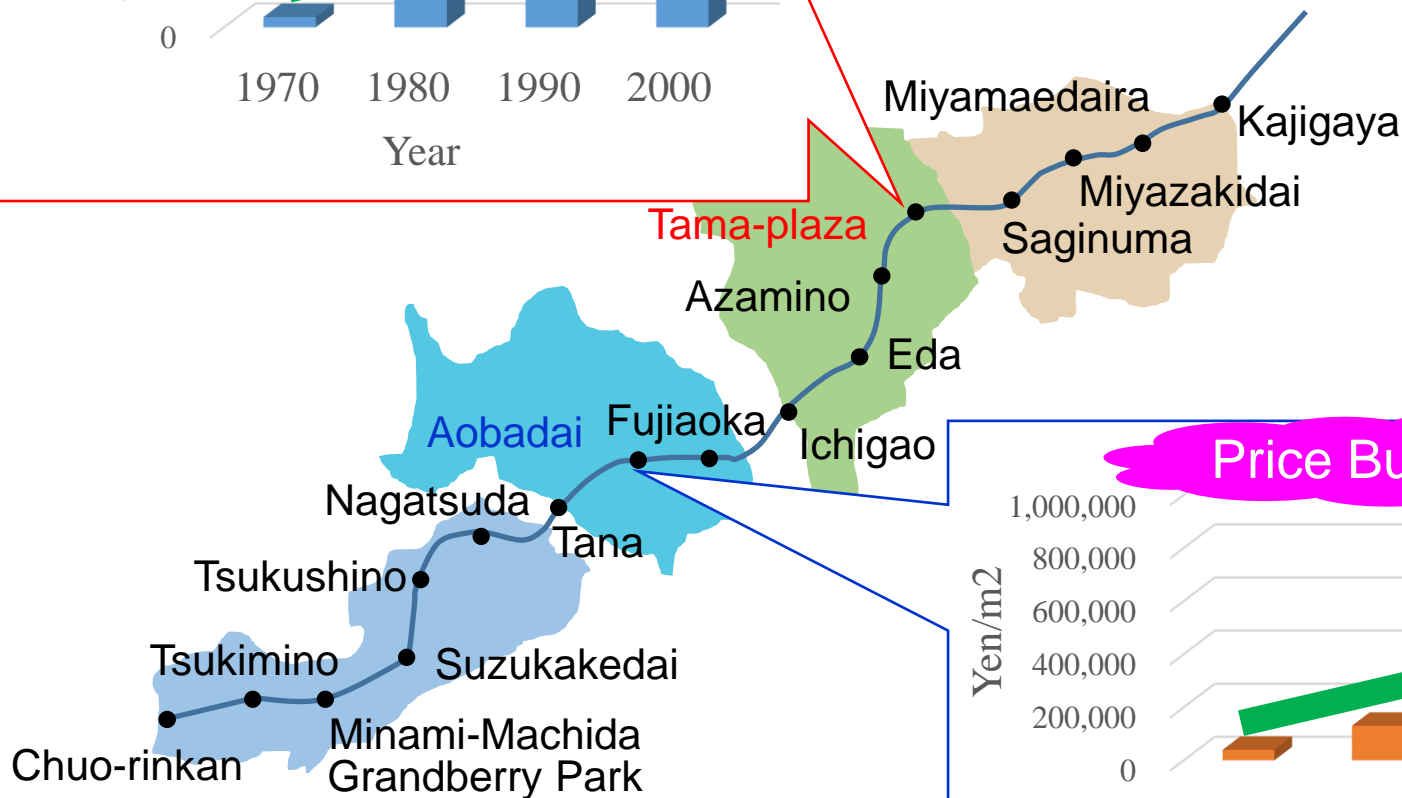 0
1970 1980 1990 2000
Year
Miyamaedaira
Kajigaya
Miyazakidai
Saginuma
Tama-plaza
Azamino
Eda
Fujiaoka
Aobadai
Ichigao
Nagatsuda
Tana
Tsukushino
Tsukimino
Suzukakedai
Minami-Machida
Grandberry Park
Chuo-rinkan
Price Bu
1,000,000
800,000
600,000
400,000
200,000
0
Yen/m2